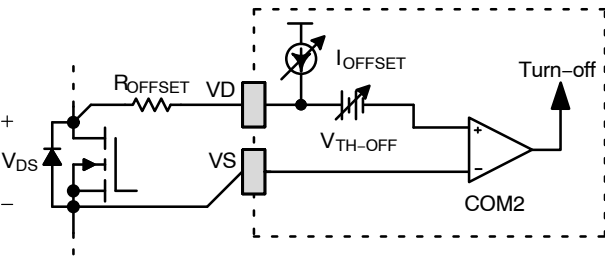 I_OFFSET
Turn−off
R_OFFSET
VD
+
V_TH−OFF
+
V_DS
VS
−
−
COM2